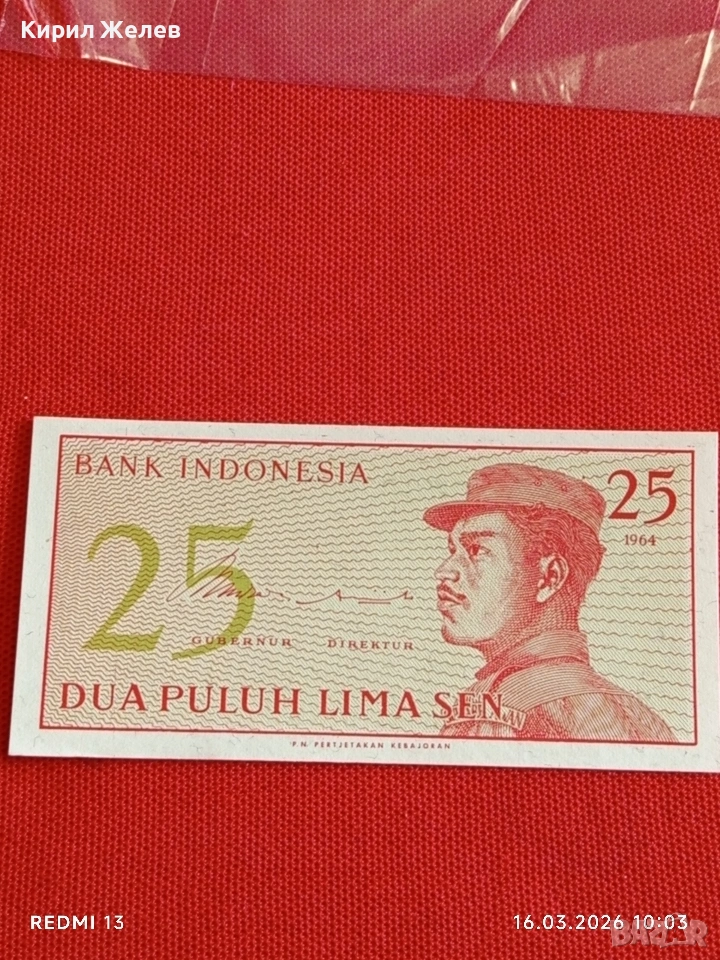 Кирил Желев
BANK INDONESIA
25
1964
25
GUBERNUR DIREKTUR
DUA PULUH LIMA SEN
P.N. PERTJETAKAN KEBAJORAN
REDMI 13
16.03.2026 10:03
BAZAR